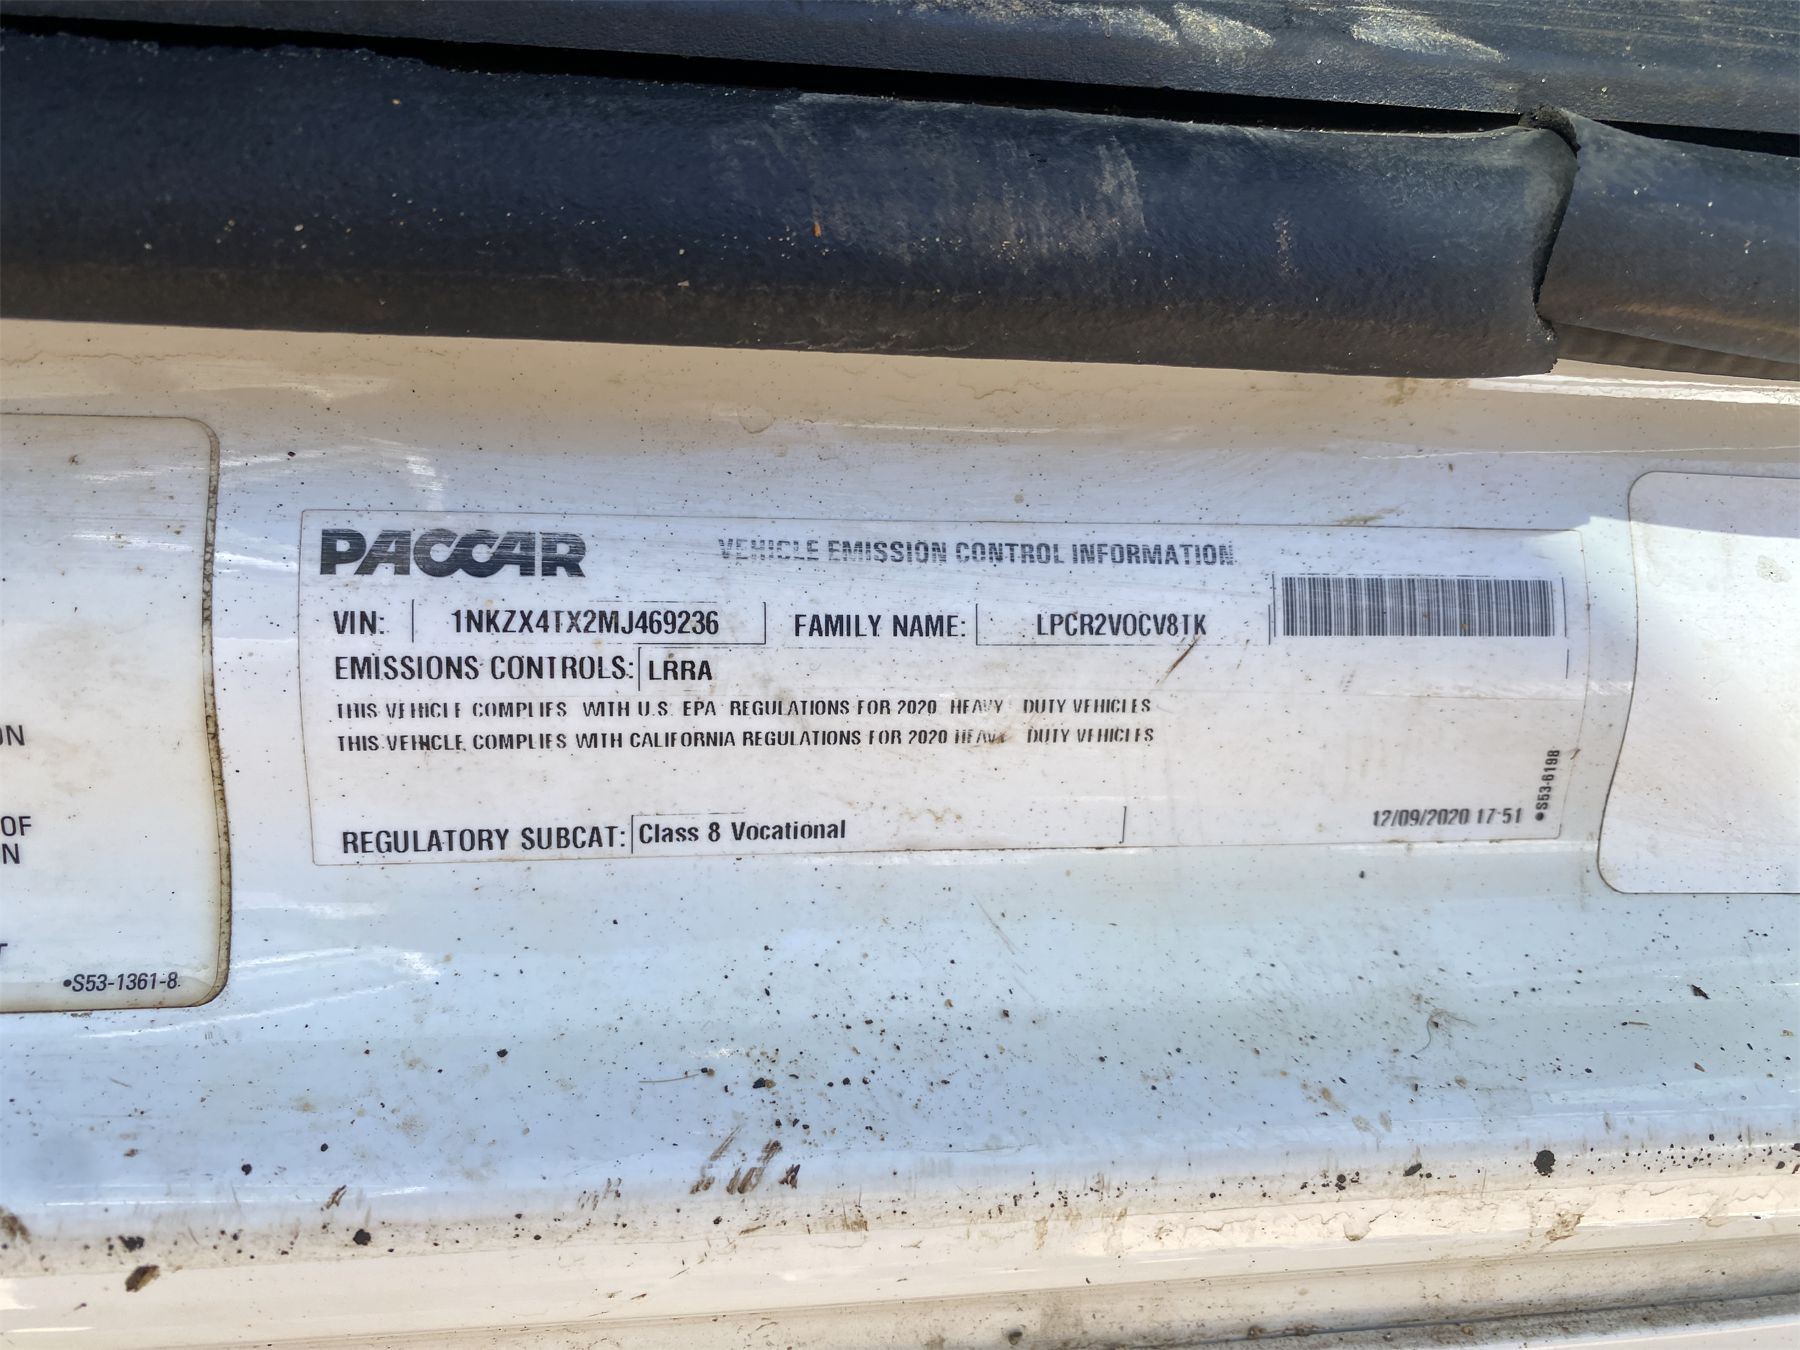 PACCAR
VEHICLE EMISSION CONTROL INFORMATION
VIN: 1NKZX4TX2MJ469236 FAMILY NAME: LPCR2VOCV8TK
EMISSIONS CONTROLS: LRRA
THIS VEHICLE COMPLIES WITH U.S. EPA REGULATIONS FOR 2020 HEAVY DUTY VEHICLES
THIS VEHICLE COMPLIES WITH CALIFORNIA REGULATIONS FOR 2020 HEAVY DUTY VEHICLES
REGULATORY SUBCAT: Class 8 Vocational
12/09/2020 17:51
•S53-6198
ON
OF
N
T
•S53-1361-8